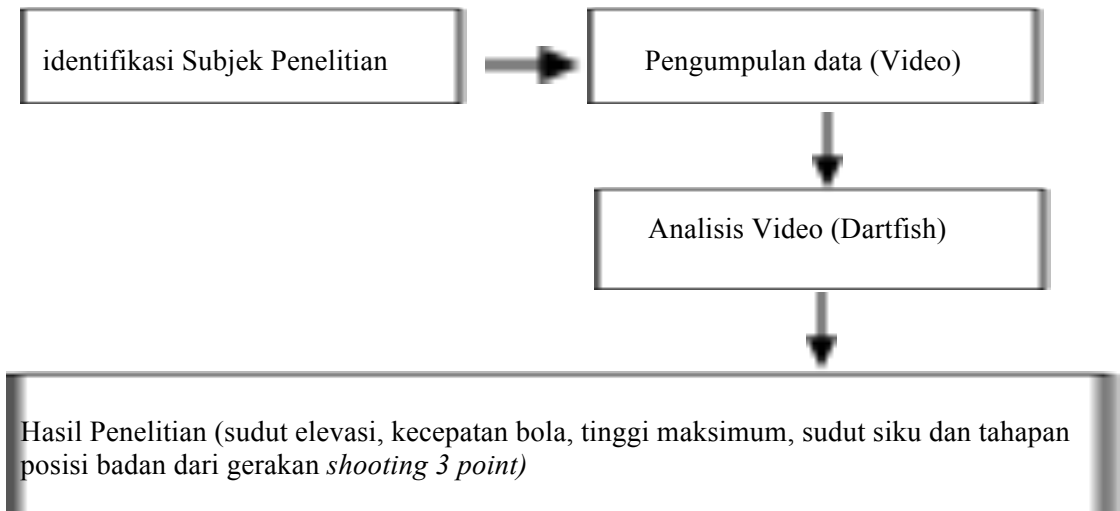 identifikasi Subjek Penelitian
Pengumpulan data (Video)
Analisis Video (Dartfish)
Hasil Penelitian (sudut elevasi, kecepatan bola, tinggi maksimum, sudut siku dan tahapan
posisi badan dari gerakan shooting 3 point)